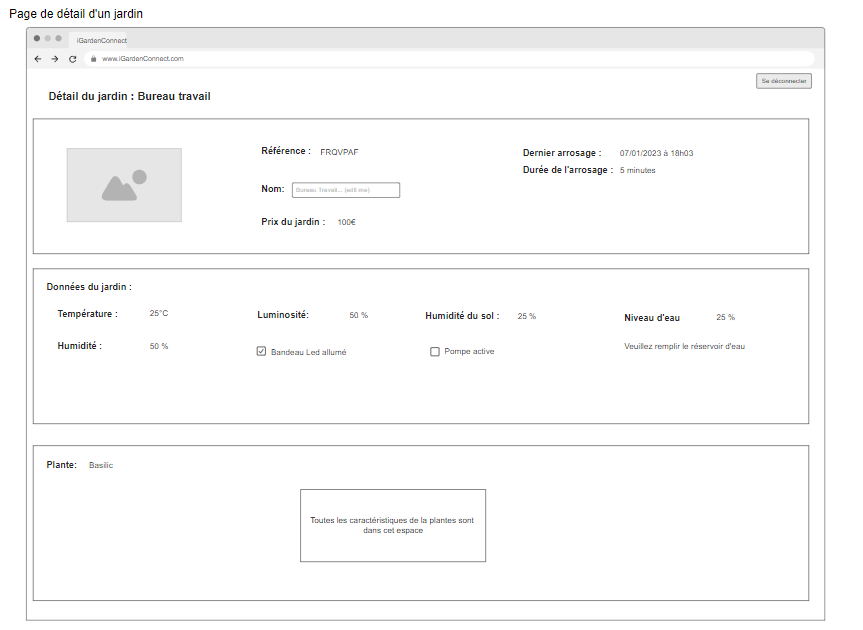 Page de détail d'un jardin
iGardenConnect
www.iGardenConnect.com
Se déconnecter
Détail du jardin : Bureau travail
Référence : FRQVPAF
Nom: Bureau Travail... (edit me)
Prix du jardin : 100€
Dernier arrosage : 07/01/2023 à 18h03
Durée de l'arrosage : 5 minutes
Données du jardin :
Température : 25°C
Luminosité: 50 %
Humidité du sol : 25 %
Niveau d'eau 25 %
Humidité : 50 %
Bandeau Led allumé
Pompe active
Veuillez remplir le réservoir d'eau
Plante: Basilic
Toutes les caractéristiques de la plantes sont
dans cet espace